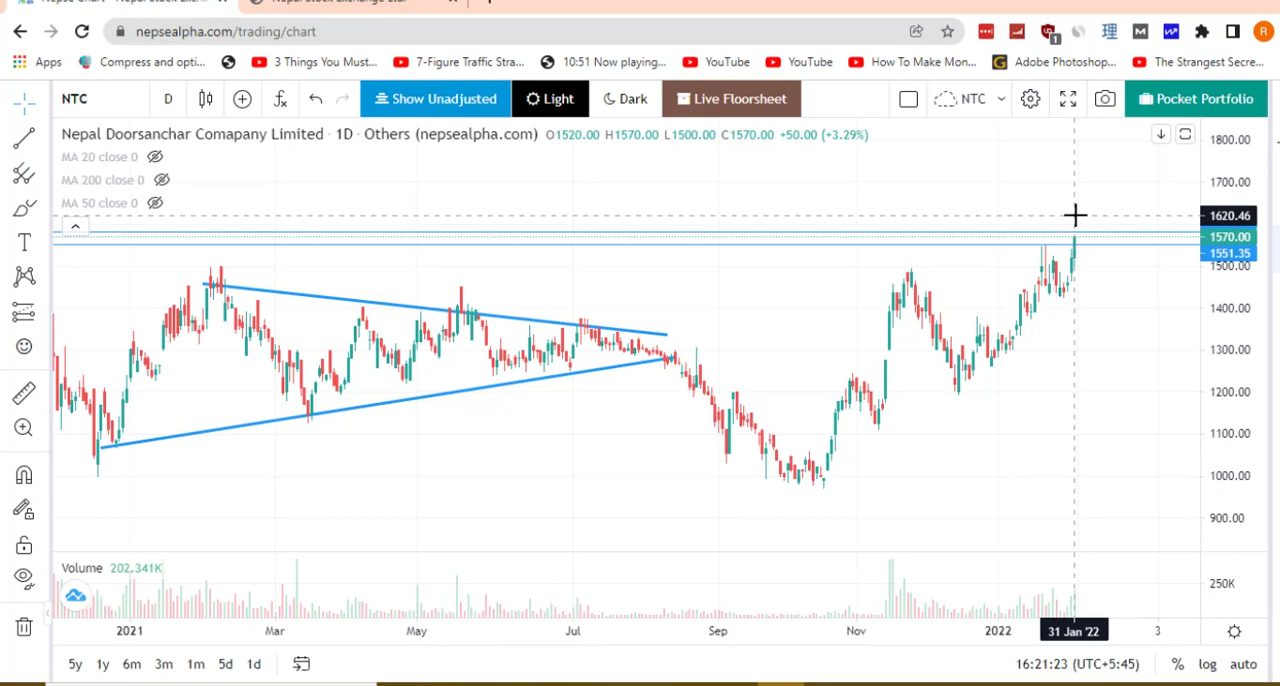 nepsealpha.com/trading/chart
Apps Compress and opti... 3 Things You Must... 7-Figure Traffic Stra... 10:51 Now playing... YouTube YouTube How To Make Mon... Adobe Photoshop... The Strangest Secre...
NTC D Show Unadjusted Light Dark Live Floorsheet NTC Pocket Portfolio
Nepal Doorsanchar Comapany Limited · 1D · Others (nepsealpha.com) O1520.00 H1570.00 L1500.00 C1570.00 +50.00 (+3.29%)
MA 20 close 0
MA 200 close 0
MA 50 close 0
1800.00
1700.00
1620.46
1570.00
1551.35
1500.00
1400.00
1300.00
1200.00
1100.00
1000.00
900.00
Volume 202.341K
250K
2021 Mar May Jul Sep Nov 2022 31 Jan '22 3
5y 1y 6m 3m 1m 5d 1d 16:21:23 (UTC+5:45) % log auto